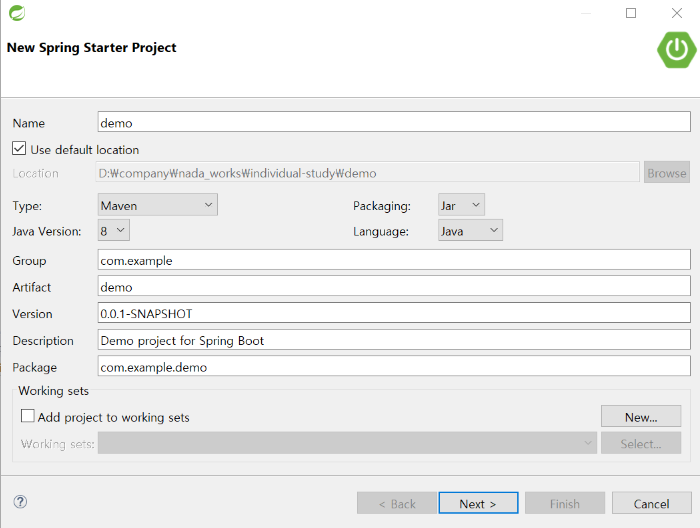 New Spring Starter Project
Name demo
Use default location
Location D:₩company₩nada_works₩individual-study₩demo Browse
Type: Maven Packaging: Jar
Java Version: 8 Language: Java
Group com.example
Artifact demo
Version 0.0.1-SNAPSHOT
Description Demo project for Spring Boot
Package com.example.demo
Working sets
Add project to working sets New...
Working sets: Select...
? < Back Next > Finish Cancel